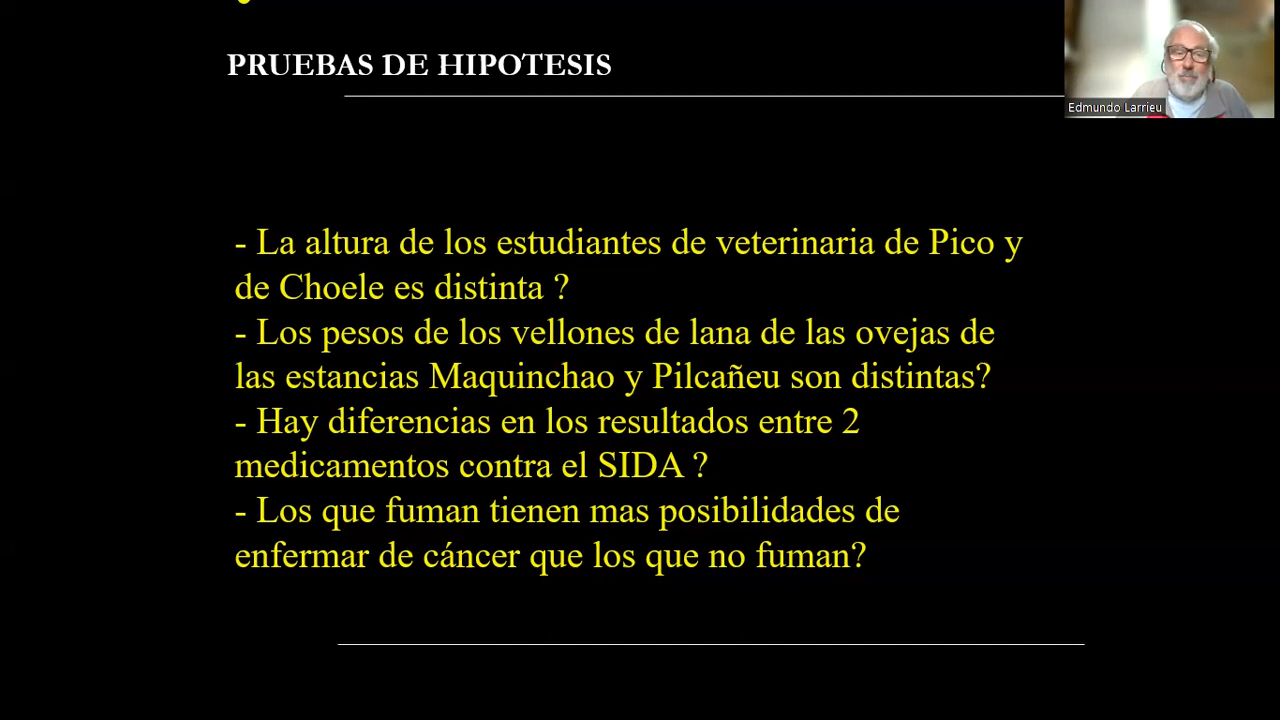 PRUEBAS DE HIPOTESIS
Edmundo Larrieu
- La altura de los estudiantes de veterinaria de Pico y
de Choele es distinta ?
- Los pesos de los vellones de lana de las ovejas de
las estancias Maquinchao y Pilcañeu son distintas?
- Hay diferencias en los resultados entre 2
medicamentos contra el SIDA ?
- Los que fuman tienen mas posibilidades de
enfermar de cáncer que los que no fuman?